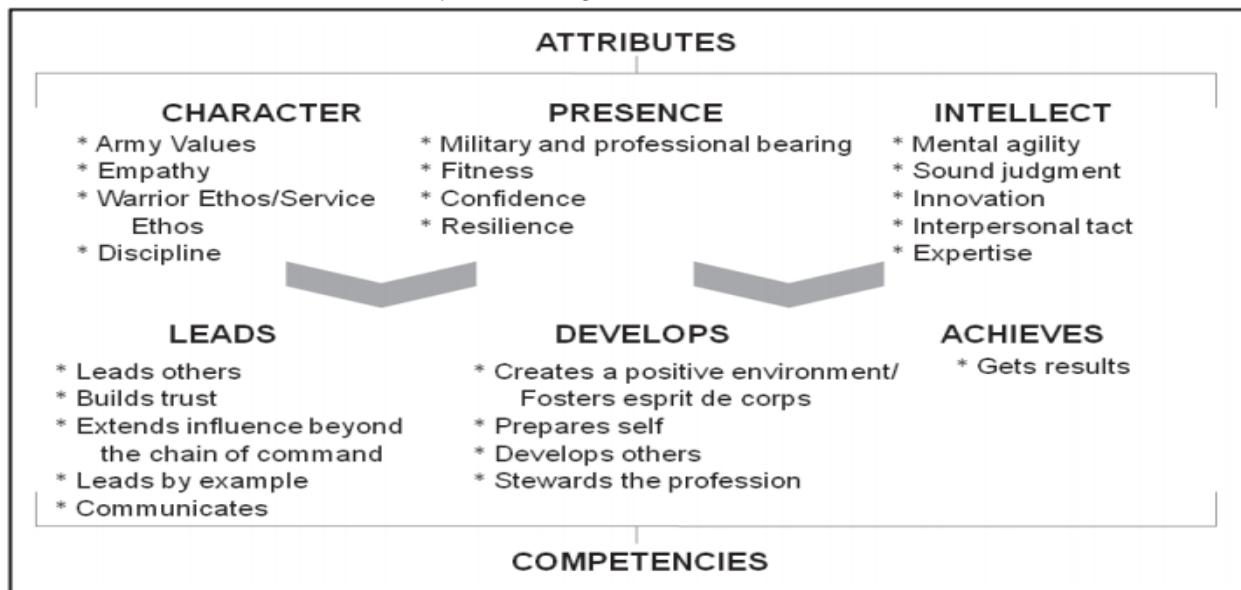 ATTRIBUTES
CHARACTER
* Army Values
* Empathy
* Warrior Ethos/Service
Ethos
* Discipline
PRESENCE
* Military and professional bearing
* Fitness
* Confidence
* Resilience
INTELLECT
* Mental agility
* Sound judgment
* Innovation
* Interpersonal tact
* Expertise
LEADS
* Leads others
* Builds trust
* Extends influence beyond
the chain of command
* Leads by example
* Communicates
DEVELOPS
* Creates a positive environment/
Fosters esprit de corps
* Prepares self
* Develops others
* Stewards the profession
ACHIEVES
* Gets results
COMPETENCIES